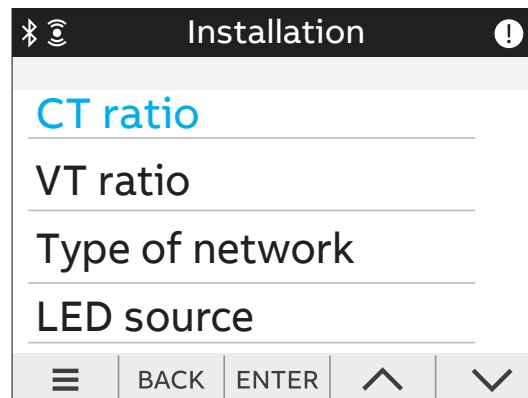 Installation
CT ratio
VT ratio
Type of network
LED source
BACK ENTER